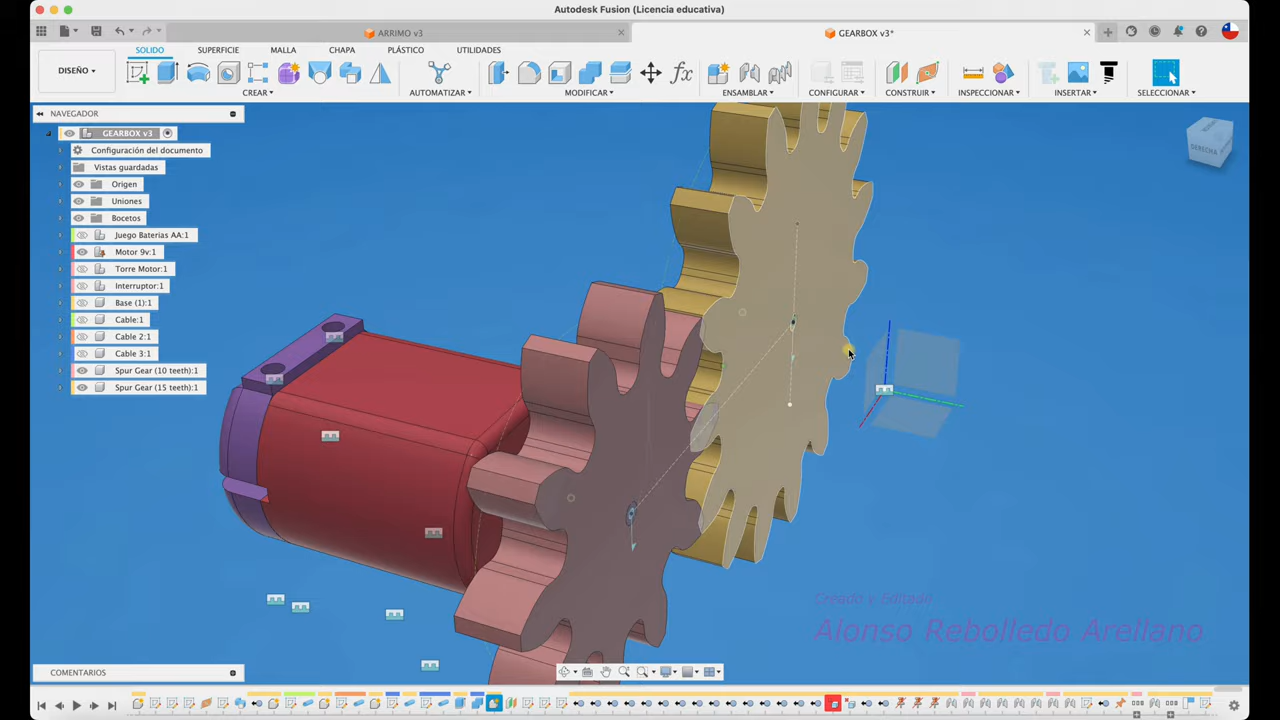 Autodesk Fusion (Licencia educativa)
ARRIMO v3
GEARBOX v3*
DISEÑO
SOLIDO
SUPERFICIE
MALLA
CHAPA
PLÁSTICO
UTILIDADES
CREAR
AUTOMATIZAR
MODIFICAR
ENSAMBLAR
CONFIGURAR
CONSTRUIR
INSPECCIONAR
INSERTAR
SELECCIONAR
NAVEGADOR
GEARBOX v3
Configuración del documento
Vistas guardadas
Origen
Uniones
Bocetos
Juego Baterías AA:1
Motor 9v:1
Torre Motor:1
Interruptor:1
Base (1):1
Cable:1
Cable 2:1
Cable 3:1
Spur Gear (10 teeth):1
Spur Gear (15 teeth):1
DERECHA
Creado y Editado
Alonso Rebolledo Arellano
COMENTARIOS